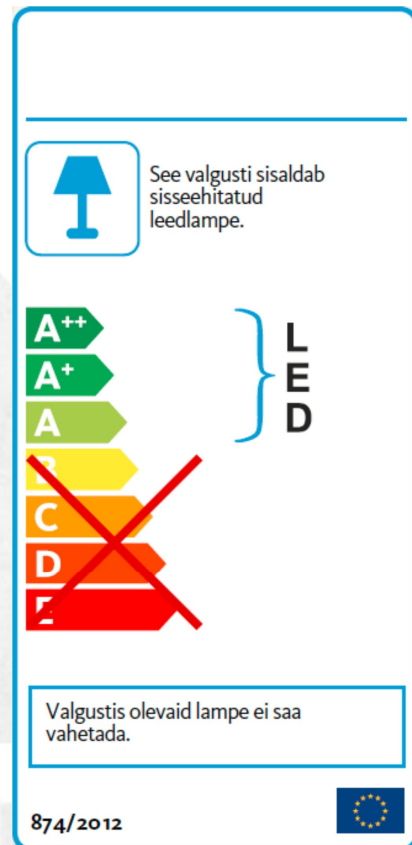 See valgusti sisaldab
sisseehitatud
leedlampe.
A++
A+
A
B
C
D
E
L
E
D
Valgustis olevaid lampe ei saa
vahetada.
874/2012